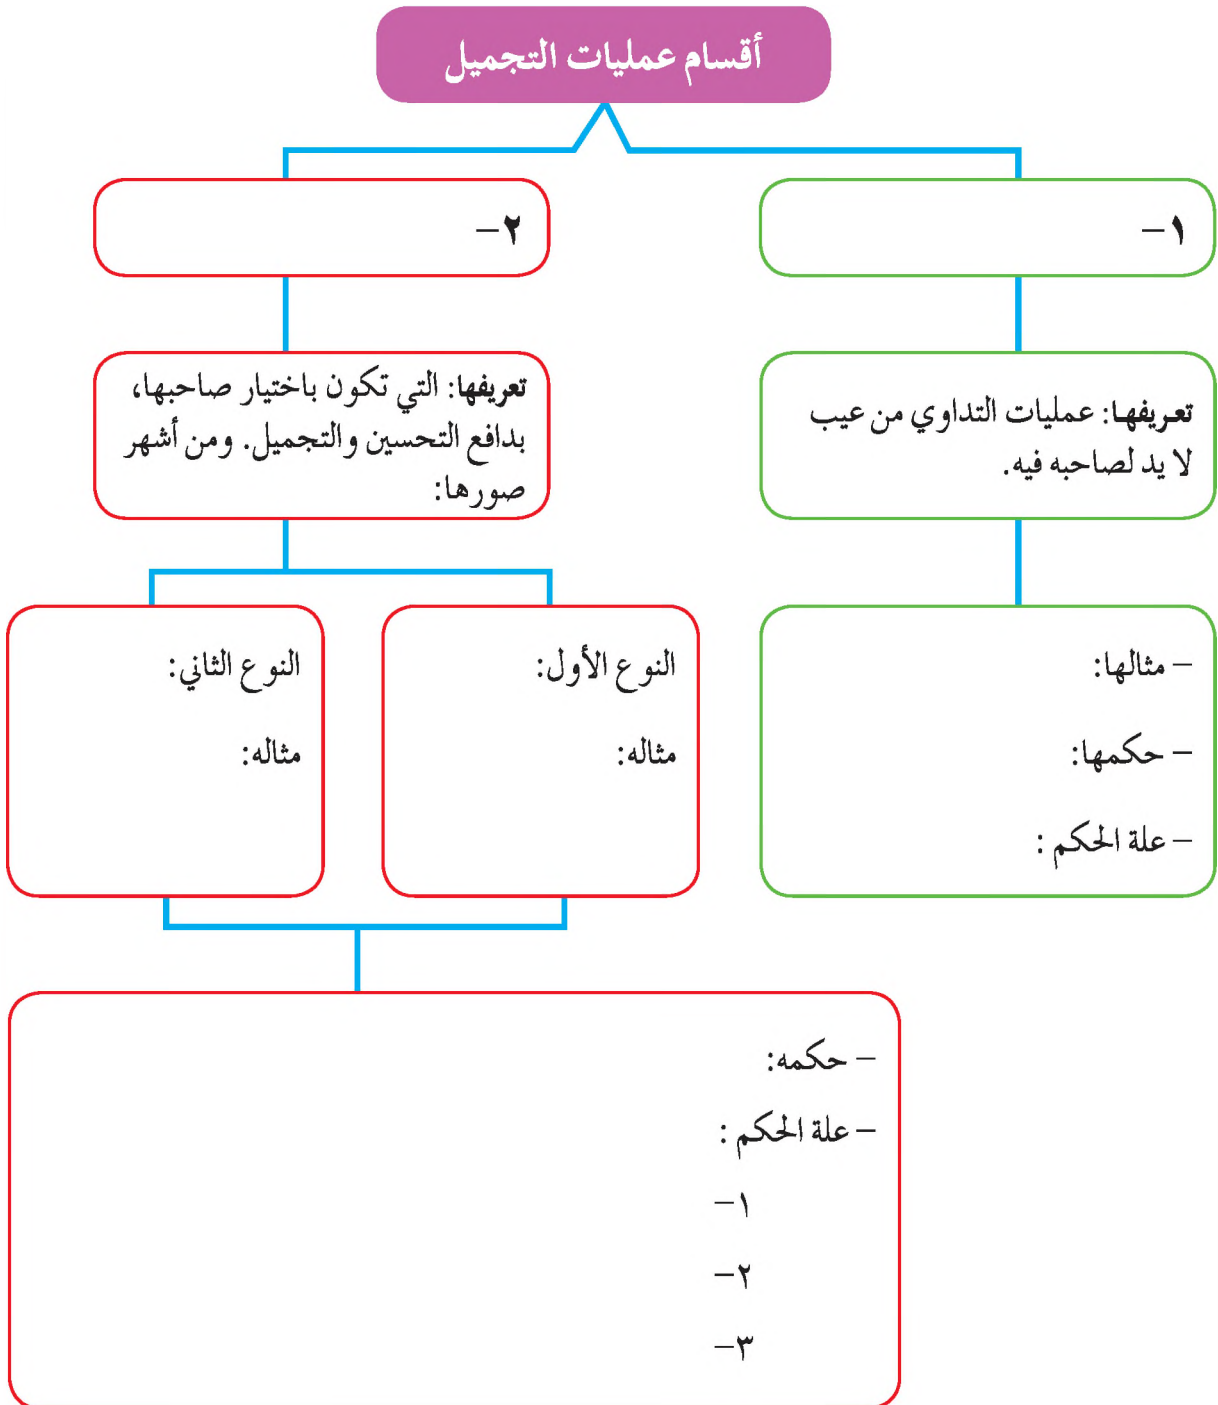 أقسام عمليات التجميل
١-
٢-
تعريفها: عمليات التداوي من عيب
لا يد لصاحبه فيه.
تعريفها: التي تكون باختيار صاحبها،
بدافع التحسين والتجميل. ومن أشهر
صورها:
- مثالها:
- حكمها:
- علة الحكم :
النوع الأول:
مثاله:
النوع الثاني:
مثاله:
- حكمه:
- علة الحكم :
١-
٢-
٣-